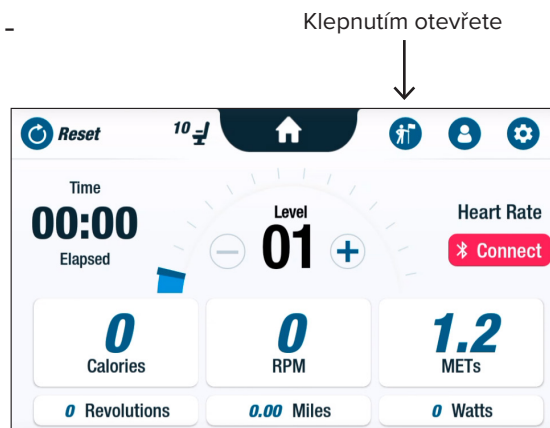 -
Klepnutím otevřete
Reset
10
Time
00:00
Elapsed
Level
01
Heart Rate
Connect
0
Calories
0
RPM
1.2
METs
0 Revolutions
0.00 Miles
0 Watts